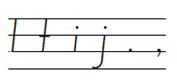 l t i j . ,